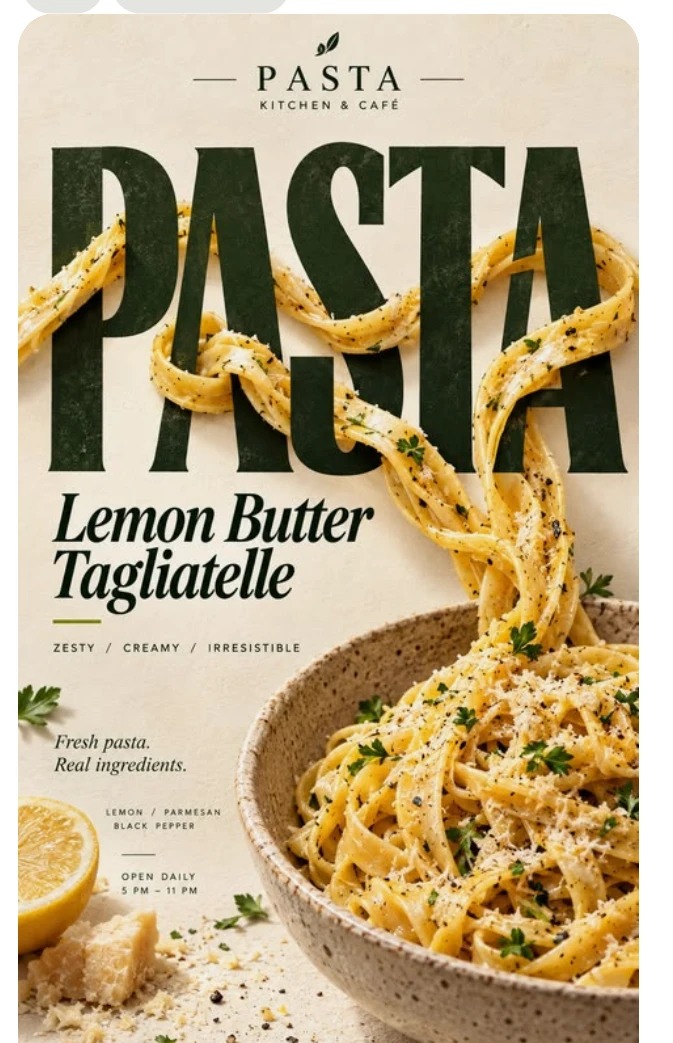 PASTA
KITCHEN & CAFÉ
PASTA
Lemon Butter
Tagliatelle
ZESTY / CREAMY / IRRESISTIBLE
Fresh pasta.
Real ingredients.
LEMON / PARMESAN
BLACK PEPPER
OPEN DAILY
5 PM – 11 PM